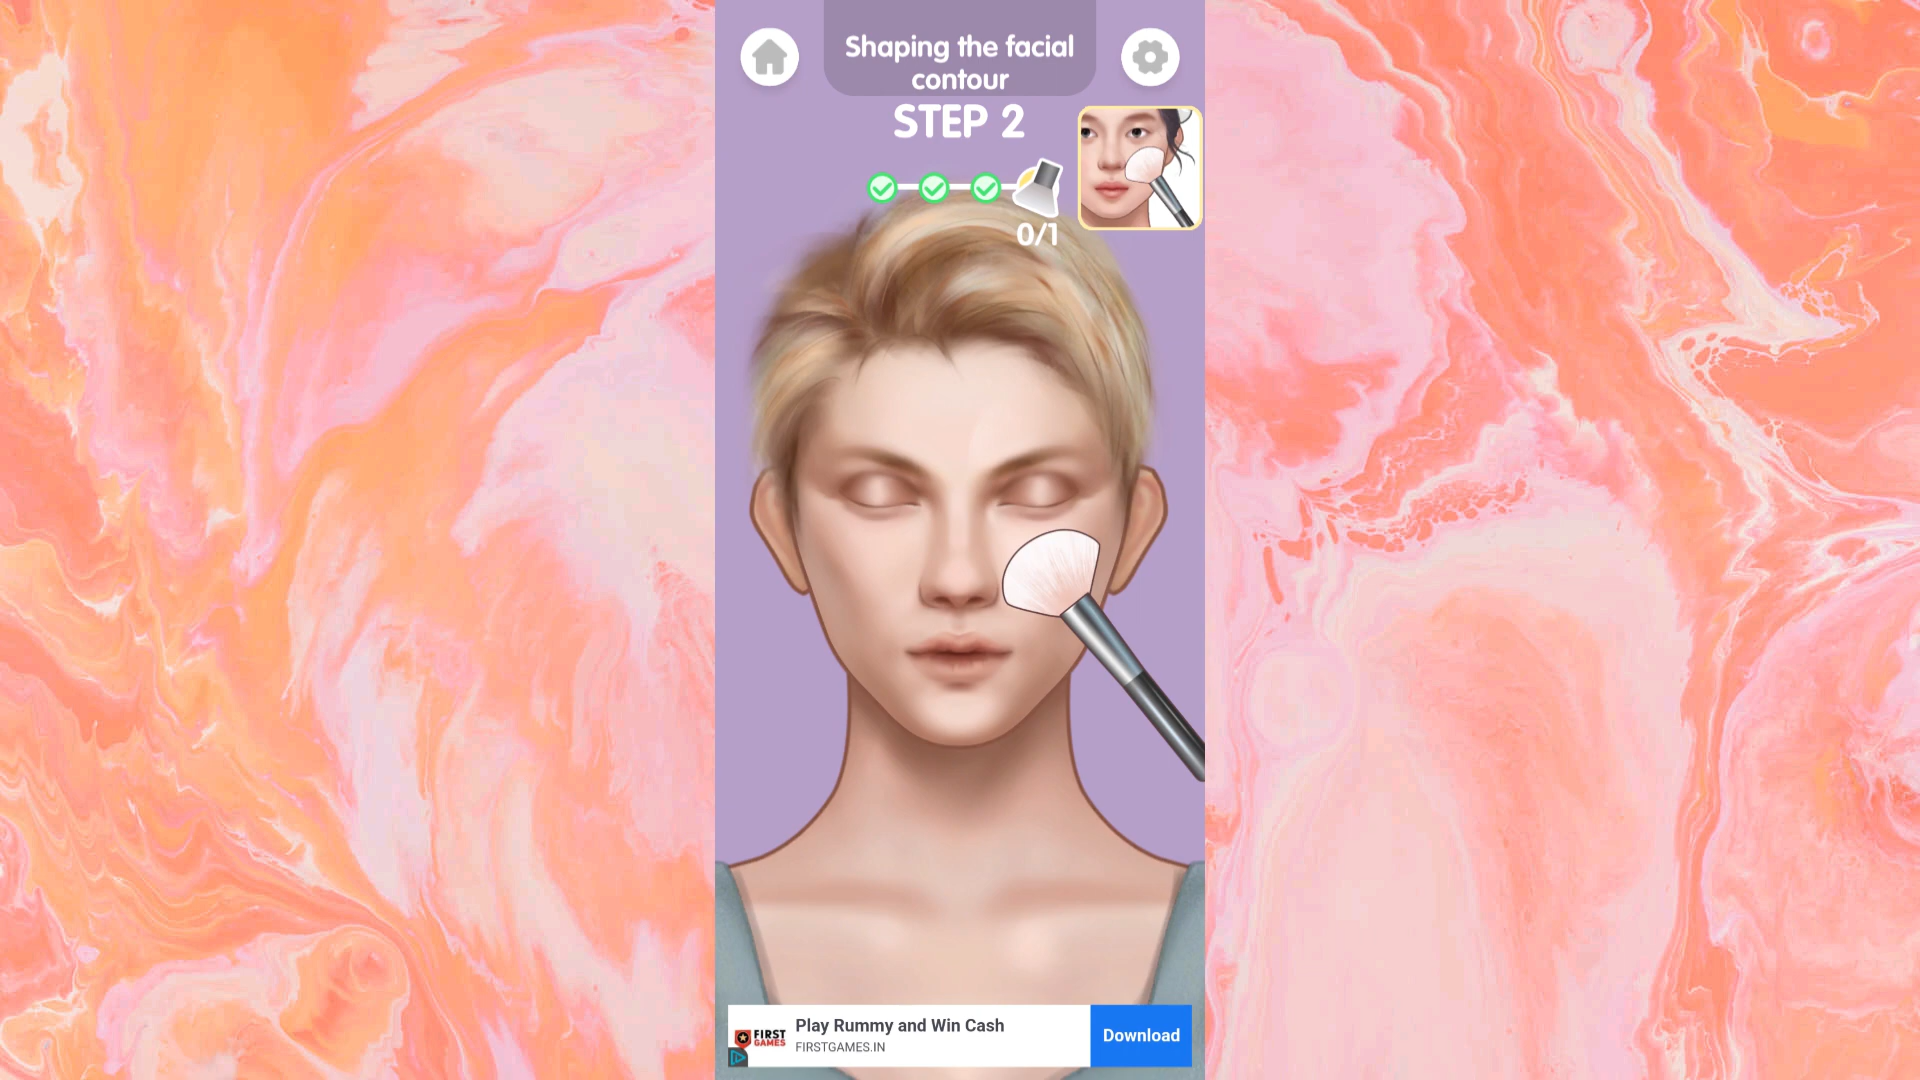 Shaping the facial
contour
STEP 2
0/1
FIRST
GAMES
Play Rummy and Win Cash
FIRSTGAMES.IN
Download